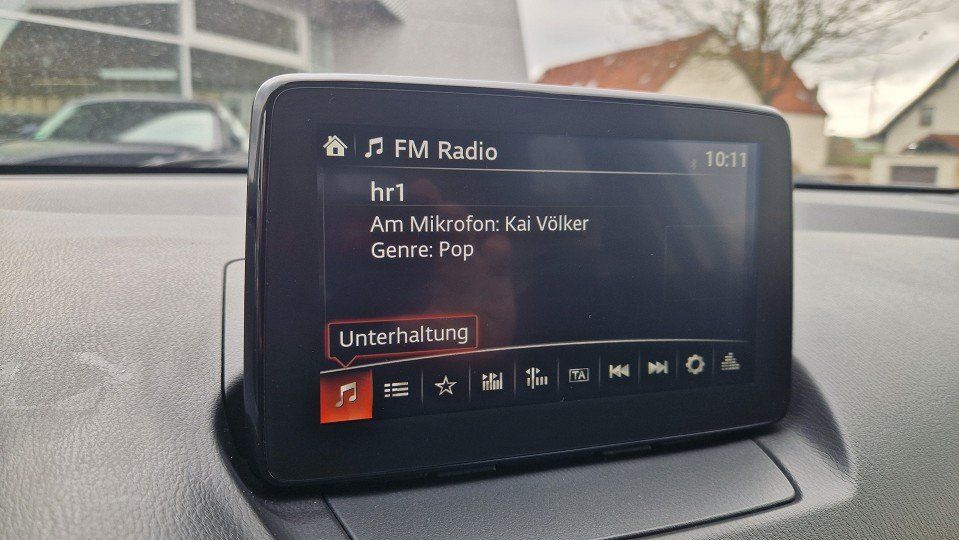 FM Radio
10:11
hr1
Am Mikrofon: Kai Völker
Genre: Pop
Unterhaltung
TA